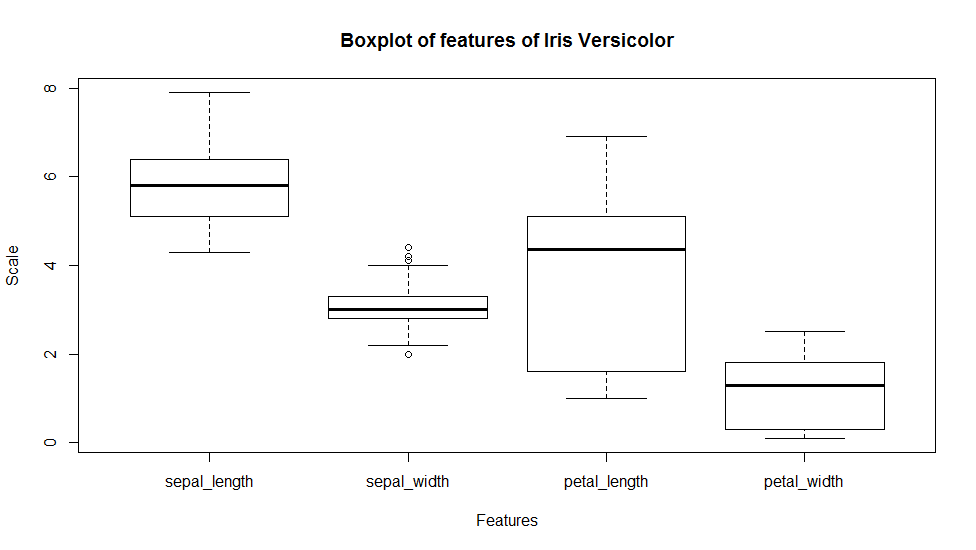 Boxplot of features of Iris Versicolor
Scale
8
6
4
2
0
sepal_length sepal_width petal_length petal_width
Features